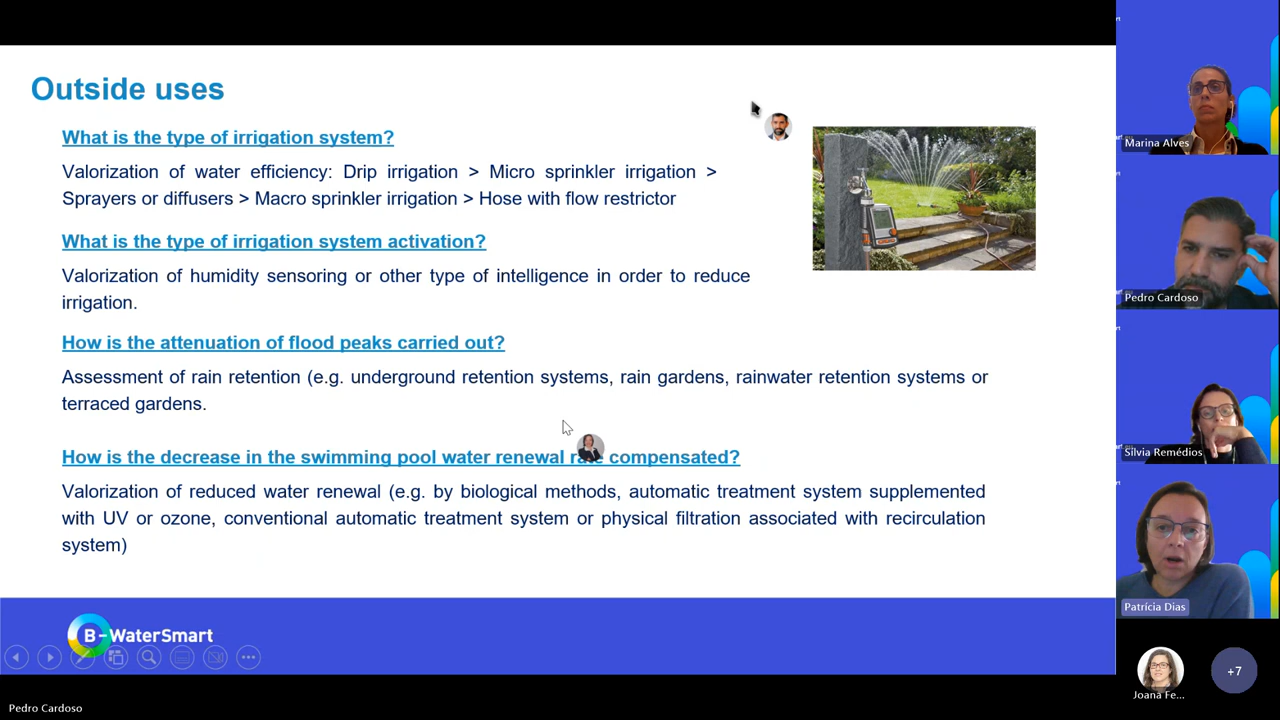 Outside uses
What is the type of irrigation system?
Valorization of water efficiency: Drip irrigation > Micro sprinkler irrigation >
Sprayers or diffusers > Macro sprinkler irrigation > Hose with flow restrictor
What is the type of irrigation system activation?
Valorization of humidity sensoring or other type of intelligence in order to reduce
irrigation.
How is the attenuation of flood peaks carried out?
Assessment of rain retention (e.g. underground retention systems, rain gardens, rainwater retention systems or
terraced gardens.
How is the decrease in the swimming pool water renewal compensated?
Valorization of reduced water renewal (e.g. by biological methods, automatic treatment system supplemented
with UV or ozone, conventional automatic treatment system or physical filtration associated with recirculation
system)
B-WaterSmart
Pedro Cardoso
Marina Alves
Pedro Cardoso
Sílvia Remédios
Patrícia Dias
Joana Fe...
+7